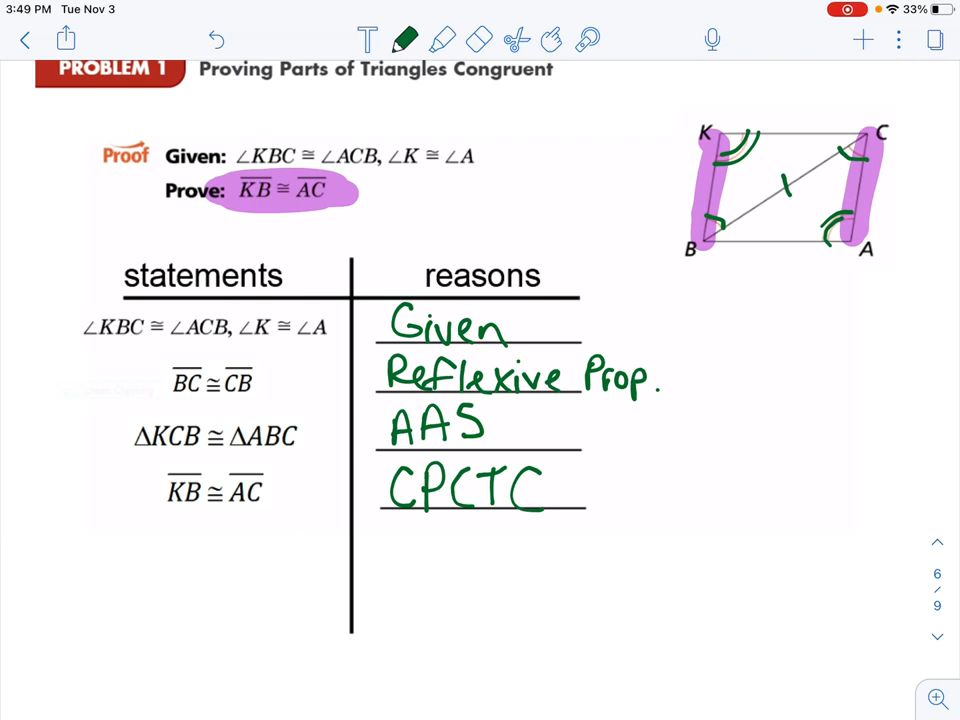 3:49 PM Tue Nov 3
33%
PROBLEM 1 Proving Parts of Triangles Congruent
Proof Given: ∠KBC ≅ ∠ACB, ∠K ≅ ∠A
Prove: KB ≅ AC
K C
B A
statements reasons
∠KBC ≅ ∠ACB, ∠K ≅ ∠A Given
BC ≅ CB Reflexive Prop.
ΔKCB ≅ ΔABC AAS
KB ≅ AC CPCTC
6
/
9